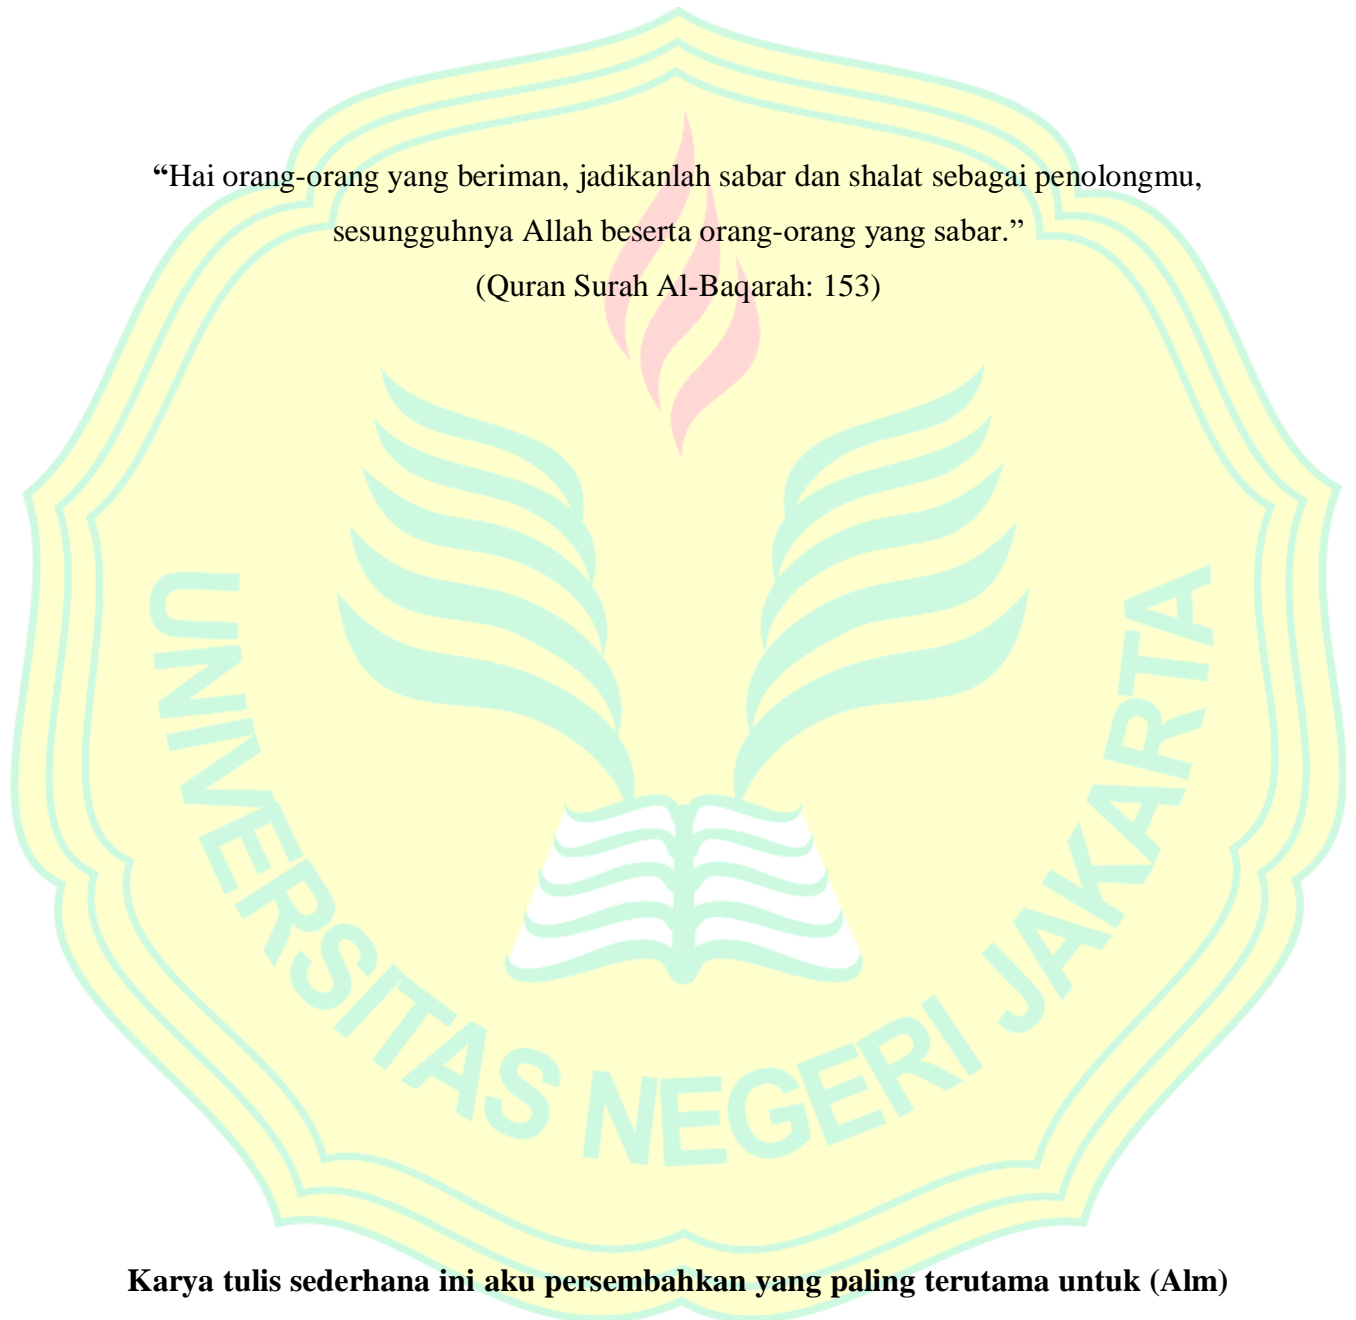 “Hai orang-orang yang beriman, jadikanlah sabar dan shalat sebagai penolongmu,
sesungguhnya Allah beserta orang-orang yang sabar.”
(Quran Surah Al-Baqarah: 153)
UNIVERSITAS NEGERI JAKARTA
Karya tulis sederhana ini aku persembahkan yang paling terutama untuk (Alm)